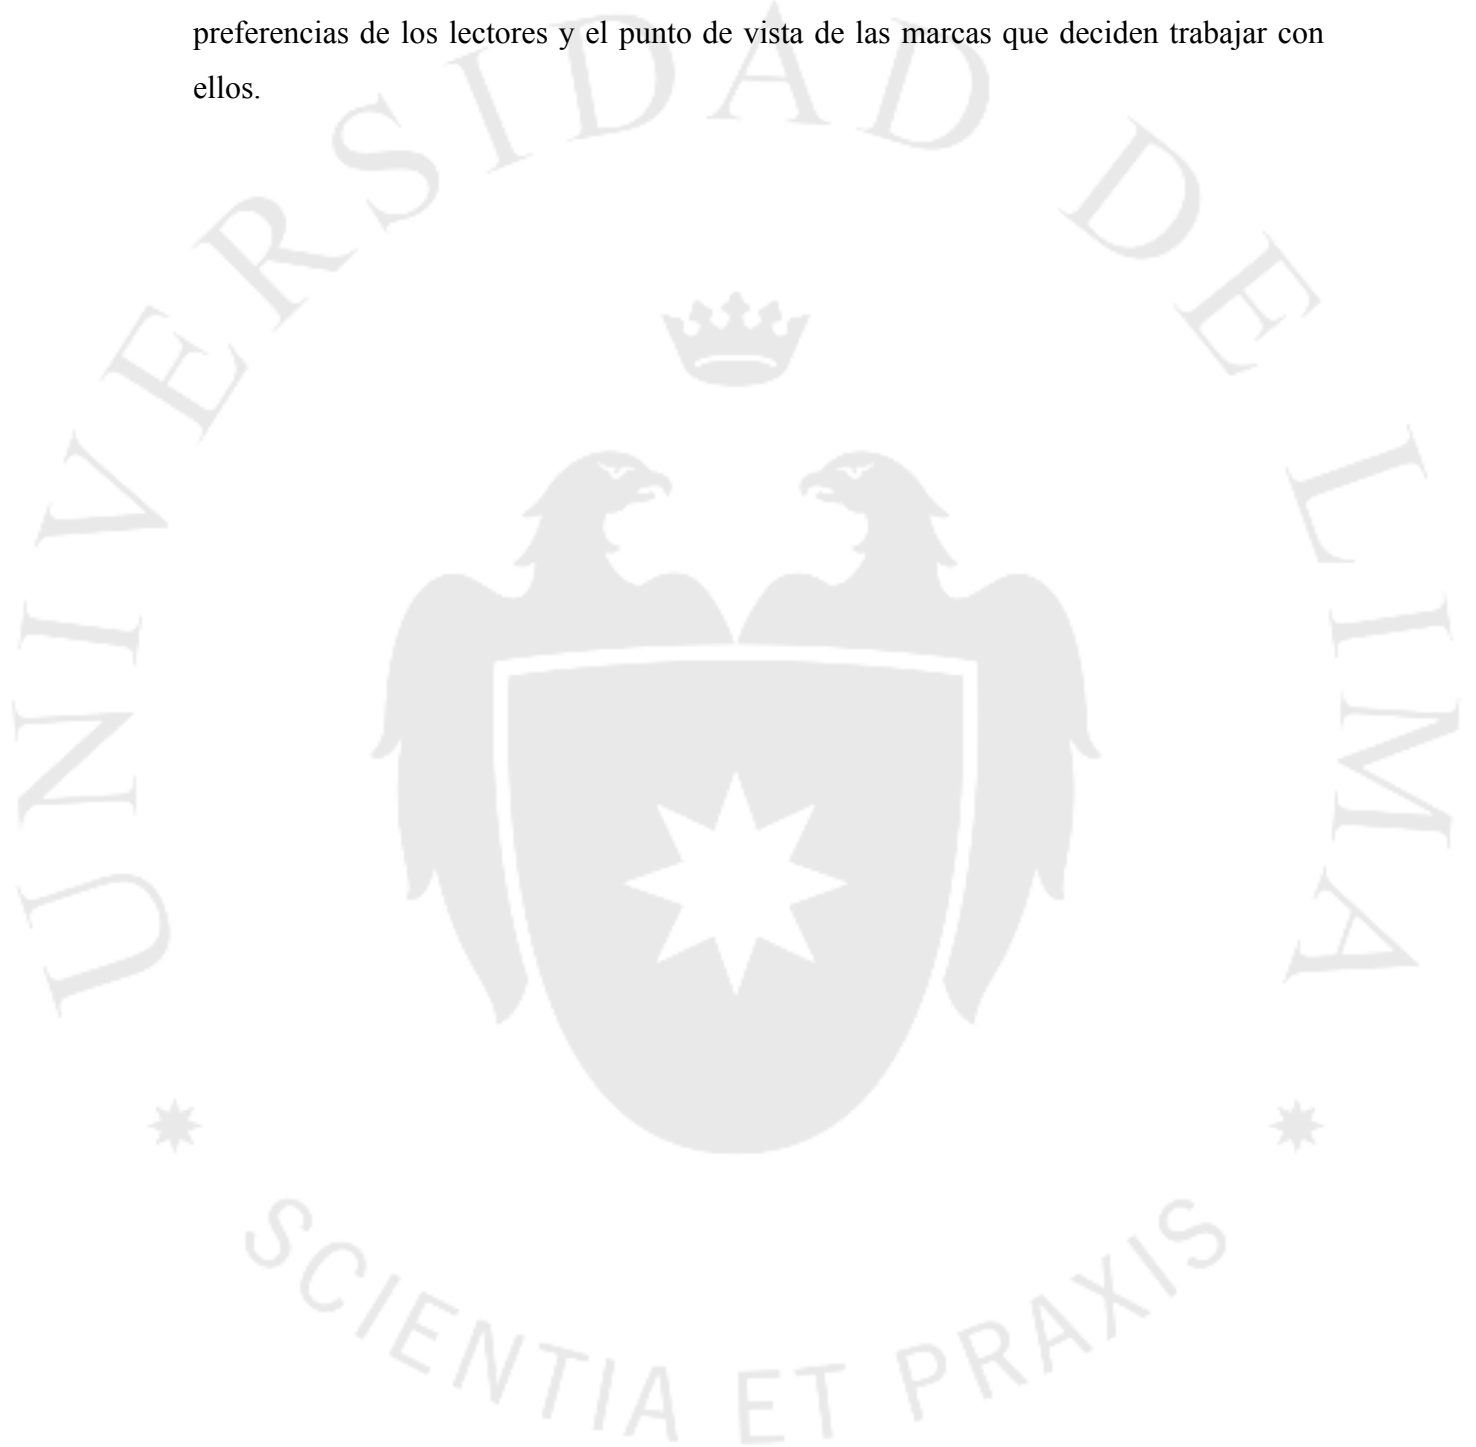 preferencias de los lectores y el punto de vista de las marcas que deciden trabajar con
ellos.
UNIVERSIDAD DE LIMA
SCIENTIA ET PRAXIS